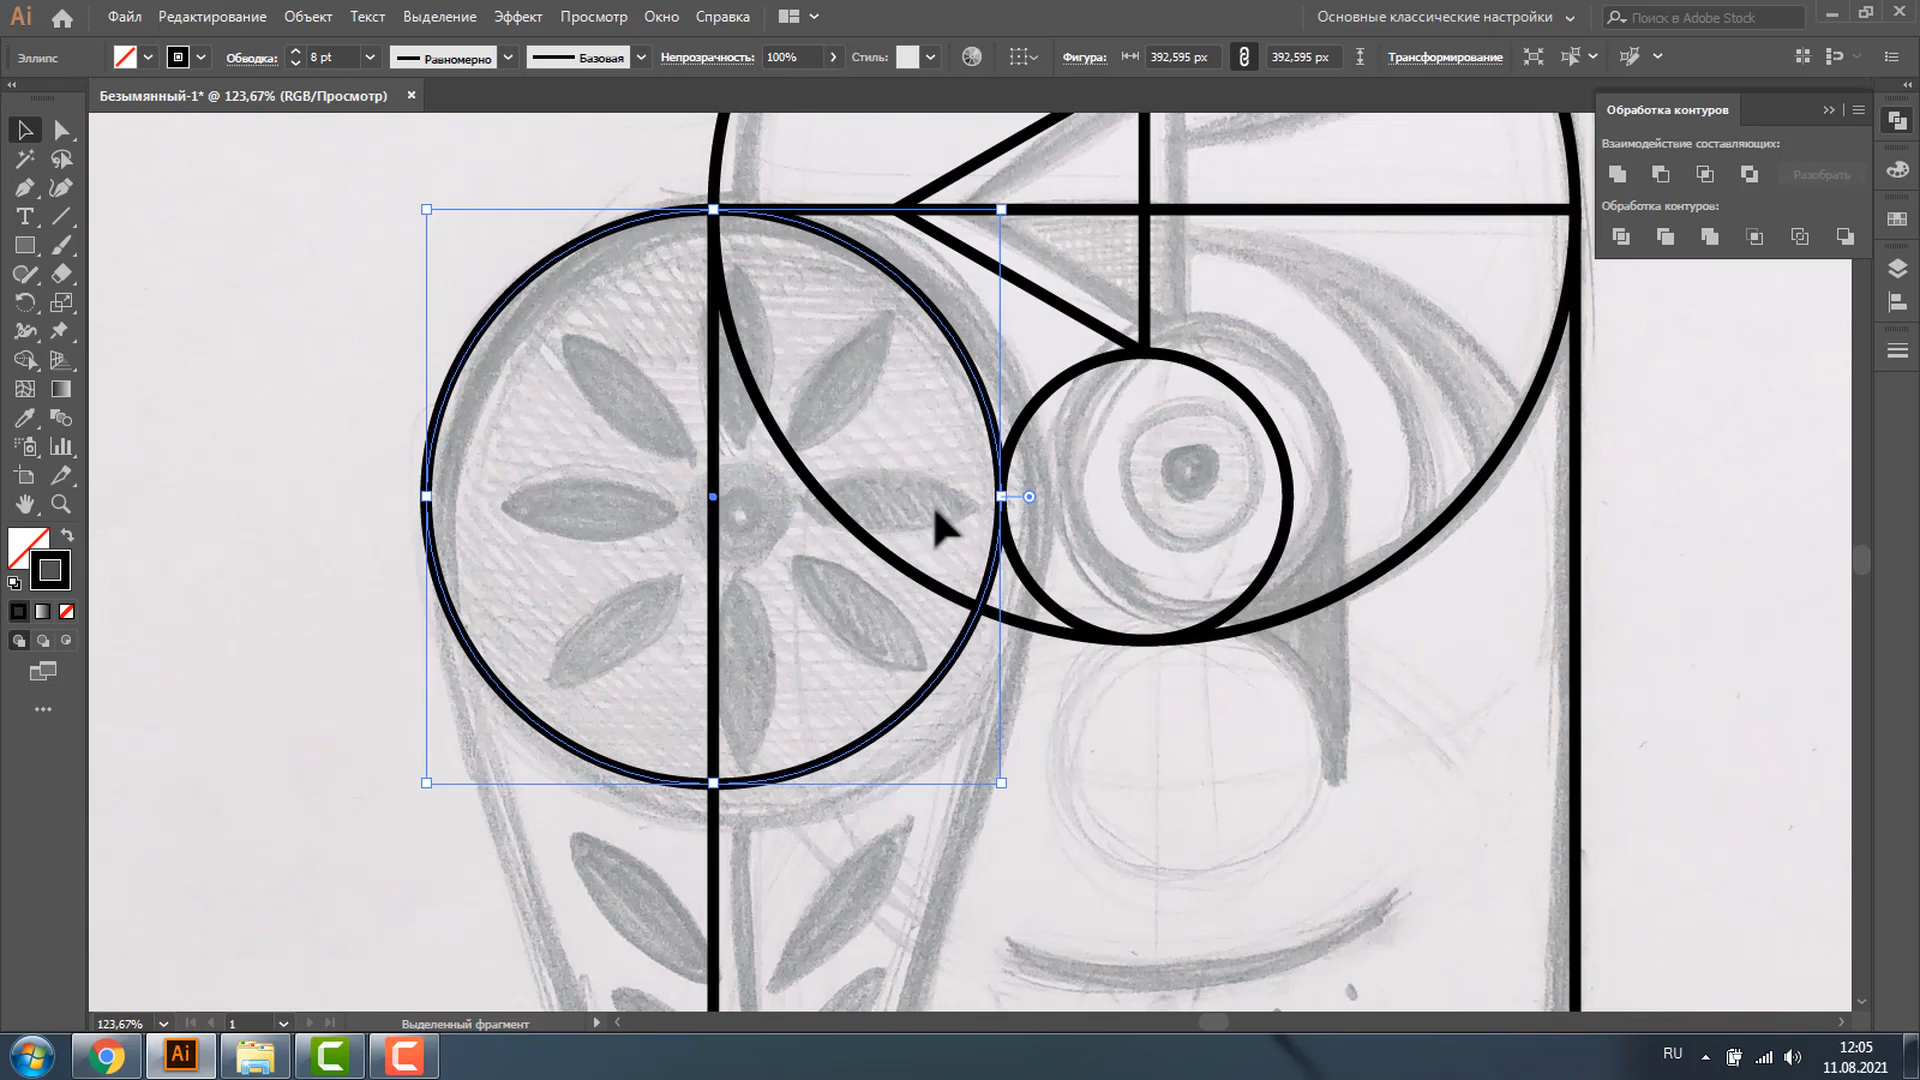 Ai Файл Редактирование Объект Текст Выделение Эффект Просмотр Окно Справка Основные классические настройки Поиск в Adobe Stock
Эллипс Обводка: 8 pt Равномерно Базовая Непрозрачность: 100% Стиль: Фигура: 392,595 px 392,595 px Трансформирование
Безымянный-1* @ 123,67% (RGB/Просмотр)
Обработка контуров
Взаимодействие составляющих:
Разобрать
Обработка контуров:
123,67% 1 Выделенный фрагмент
Ai
RU
12:05
11.08.2021